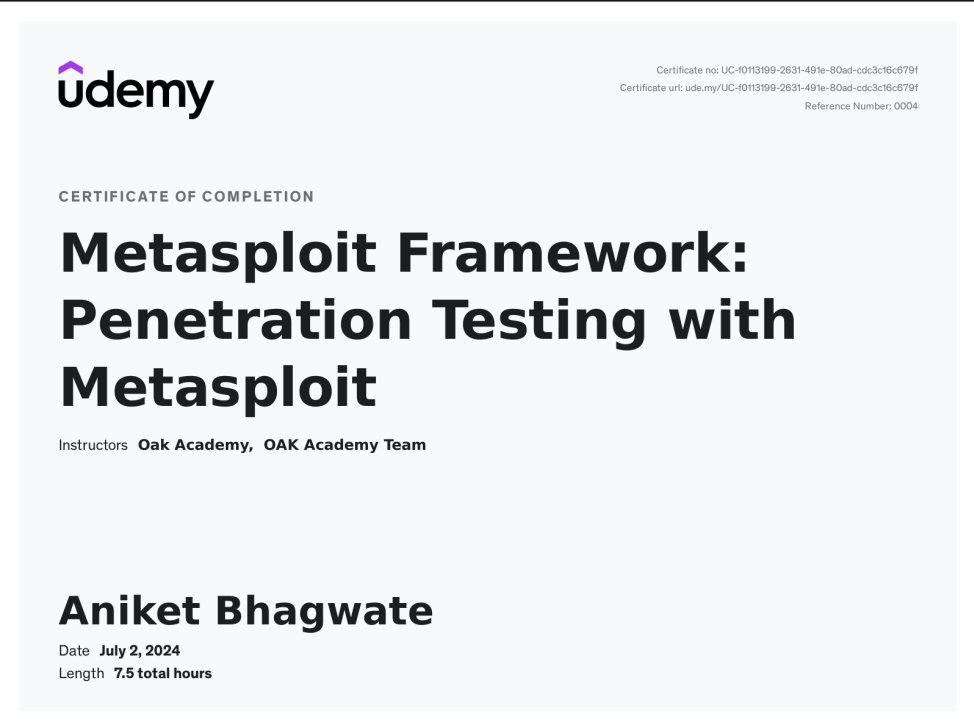 udemy
Certificate no: UC-f0113199-2631-491e-80ad-cdc3c16c679f
Certificate url: ude.my/UC-f0113199-2631-491e-80ad-cdc3c16c679f
Reference Number: 0004
CERTIFICATE OF COMPLETION
Metasploit Framework:
Penetration Testing with
Metasploit
Instructors Oak Academy, OAK Academy Team
Aniket Bhagwate
Date July 2, 2024
Length 7.5 total hours